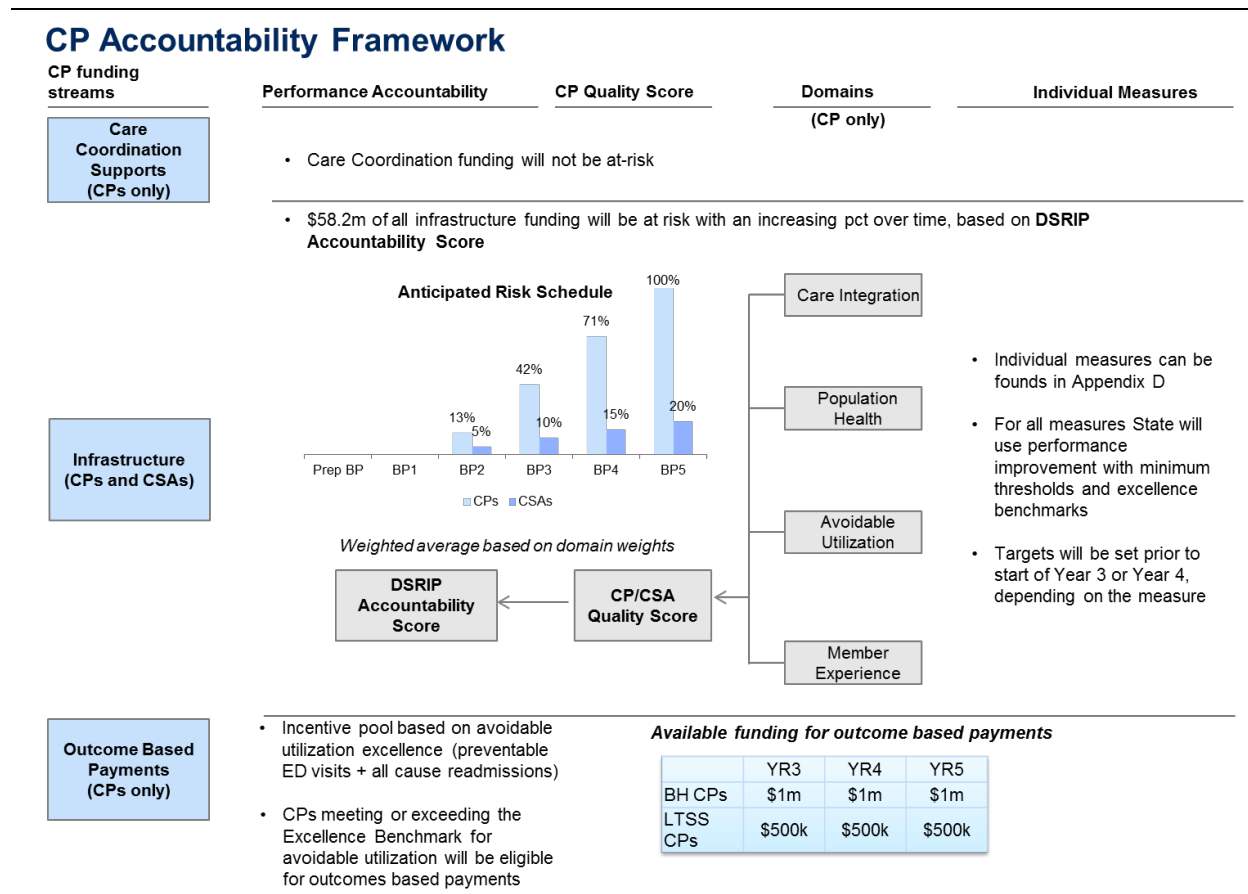 CP Accountability Framework
CP funding
streams
Performance Accountability
CP Quality Score
Domains
(CP only)
Individual Measures
Care
Coordination
Supports
(CPs only)
• Care Coordination funding will not be at-risk
• $58.2m of all infrastructure funding will be at risk with an increasing pct over time, based on DSRIP
Accountability Score
Infrastructure
(CPs and CSAs)
Anticipated Risk Schedule
13%
5%
42%
10%
71%
15%
100%
20%
Prep BP
BP1
BP2
BP3
BP4
BP5
CPs
CSAs
Weighted average based on domain weights
DSRIP
Accountability
Score
CP/CSA
Quality Score
Care Integration
Population
Health
Avoidable
Utilization
Member
Experience
• Individual measures can be
founds in Appendix D
• For all measures State will
use performance
improvement with minimum
thresholds and excellence
benchmarks
• Targets will be set prior to
start of Year 3 or Year 4,
depending on the measure
Outcome Based
Payments
(CPs only)
• Incentive pool based on avoidable
utilization excellence (preventable
ED visits + all cause readmissions)
• CPs meeting or exceeding the
Excellence Benchmark for
avoidable utilization will be eligible
for outcomes based payments
Available funding for outcome based payments
YR3 YR4 YR5
BH CPs $1m $1m $1m
LTSS
CPs $500k $500k $500k